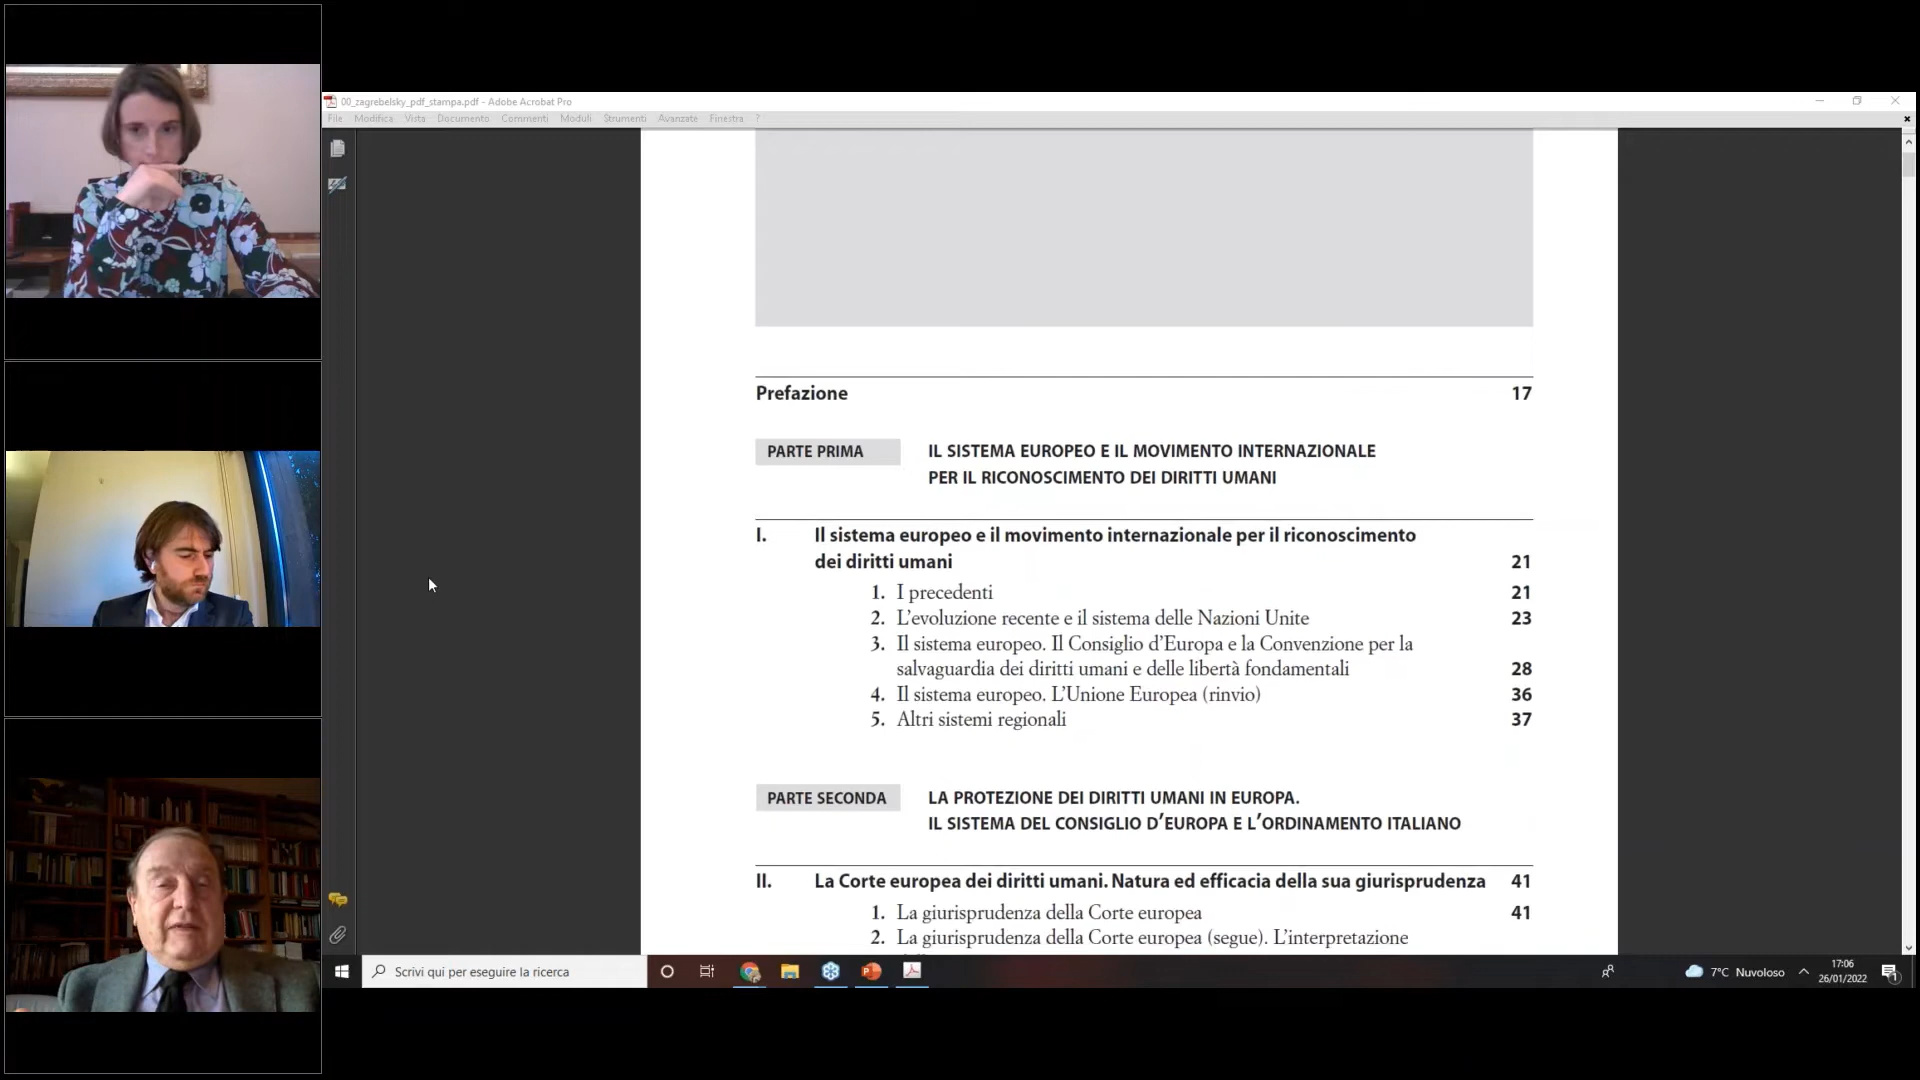 00_zagrebelsky_pdf_stampa.pdf - Adobe Acrobat Pro
File Modifica Vista Documento Commenti Moduli Strumenti Avanzate Finestra ?
Prefazione 17
PARTE PRIMA IL SISTEMA EUROPEO E IL MOVIMENTO INTERNAZIONALE
PER IL RICONOSCIMENTO DEI DIRITTI UMANI
I. Il sistema europeo e il movimento internazionale per il riconoscimento
dei diritti umani 21
1. I precedenti 21
2. L'evoluzione recente e il sistema delle Nazioni Unite 23
3. Il sistema europeo. Il Consiglio d'Europa e la Convenzione per la
salvaguardia dei diritti umani e delle libertà fondamentali 28
4. Il sistema europeo. L'Unione Europea (rinvio) 36
5. Altri sistemi regionali 37
PARTE SECONDA LA PROTEZIONE DEI DIRITTI UMANI IN EUROPA.
IL SISTEMA DEL CONSIGLIO D'EUROPA E L'ORDINAMENTO ITALIANO
II. La Corte europea dei diritti umani. Natura ed efficacia della sua giurisprudenza 41
1. La giurisprudenza della Corte europea 41
2. La giurisprudenza della Corte europea (segue). L'interpretazione
Scrivi qui per eseguire la ricerca
7°C Nuvoloso
17:06
26/01/2022
1